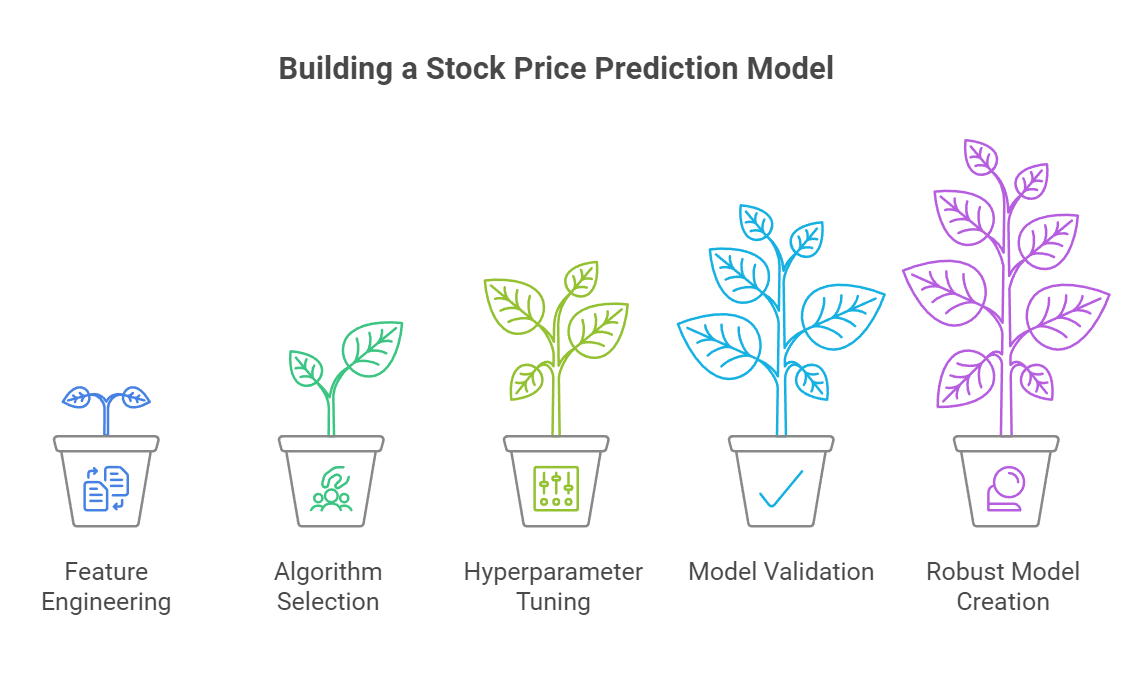 Building a Stock Price Prediction Model
Feature
Engineering
Algorithm
Selection
Hyperparameter
Tuning
Model Validation
Robust Model
Creation